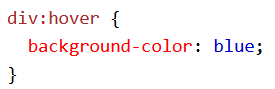 div:hover {
  background-color: blue;
}